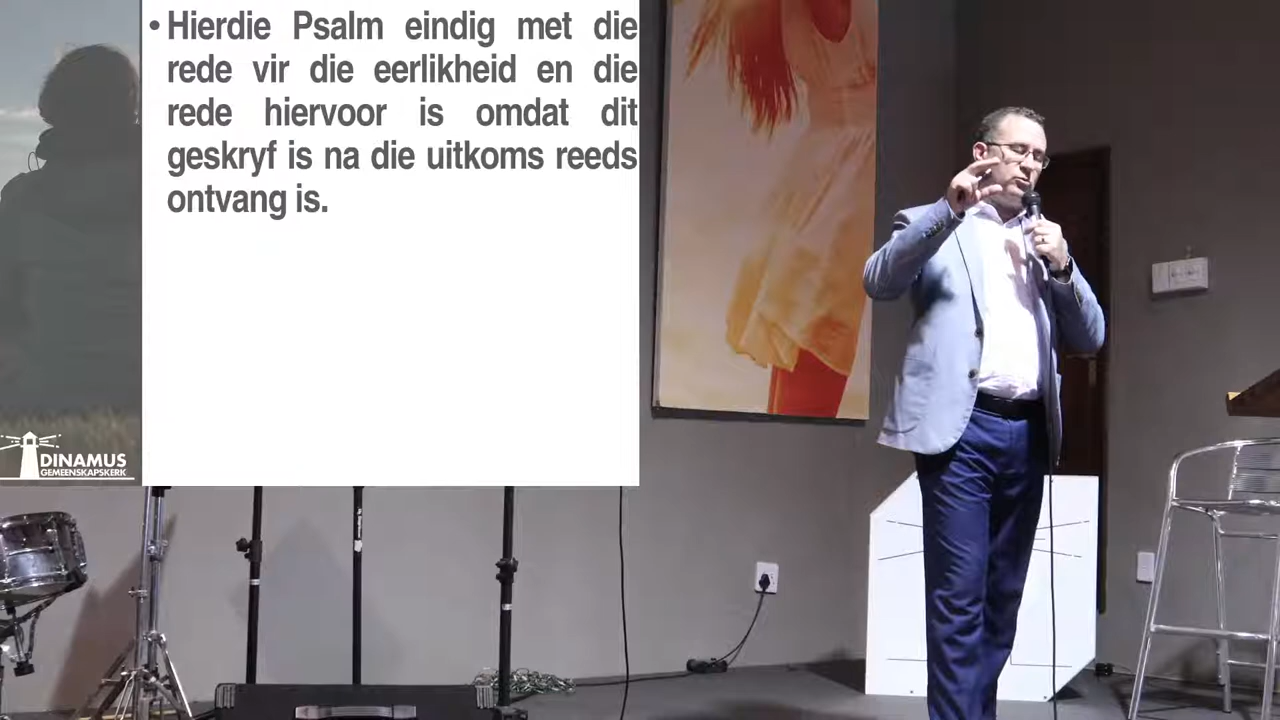 • Hierdie Psalm eindig met die
rede vir die eerlikheid en die
rede hiervoor is omdat dit
geskryf is na die uitkoms reeds
ontvang is.
DINAMUS
GEMEENSKAPSKERK